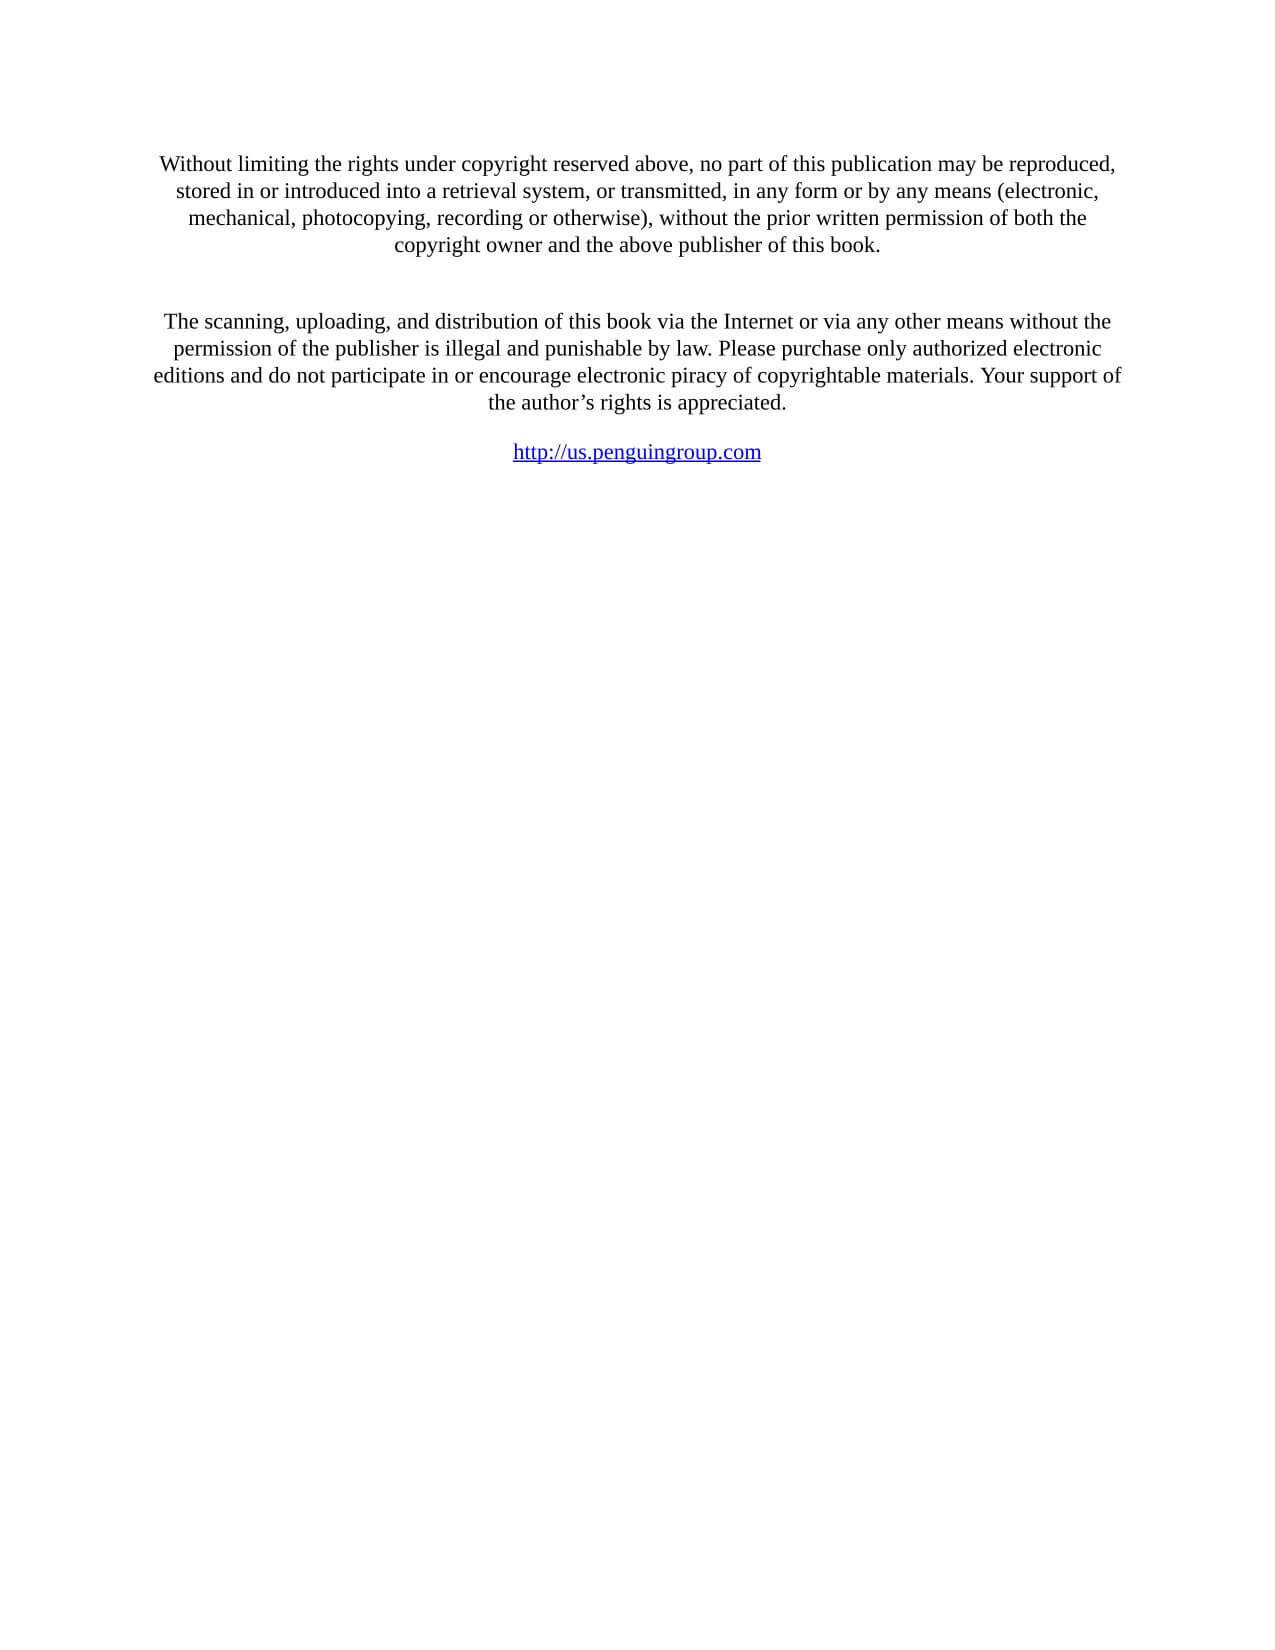 Without limiting the rights under copyright reserved above, no part of this publication may be reproduced,
stored in or introduced into a retrieval system, or transmitted, in any form or by any means (electronic,
mechanical, photocopying, recording or otherwise), without the prior written permission of both the
copyright owner and the above publisher of this book.
The scanning, uploading, and distribution of this book via the Internet or via any other means without the
permission of the publisher is illegal and punishable by law. Please purchase only authorized electronic
editions and do not participate in or encourage electronic piracy of copyrightable materials. Your support of
the author’s rights is appreciated.
http://us.penguingroup.com